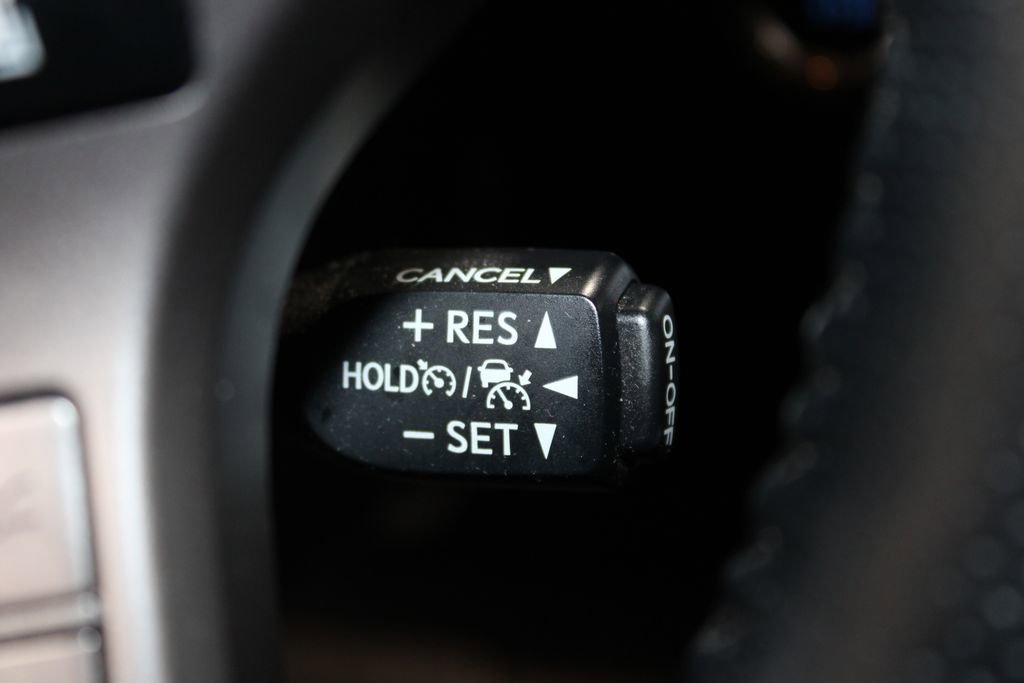 CANCEL
+ RES
HOLD /
− SET
ON-OFF